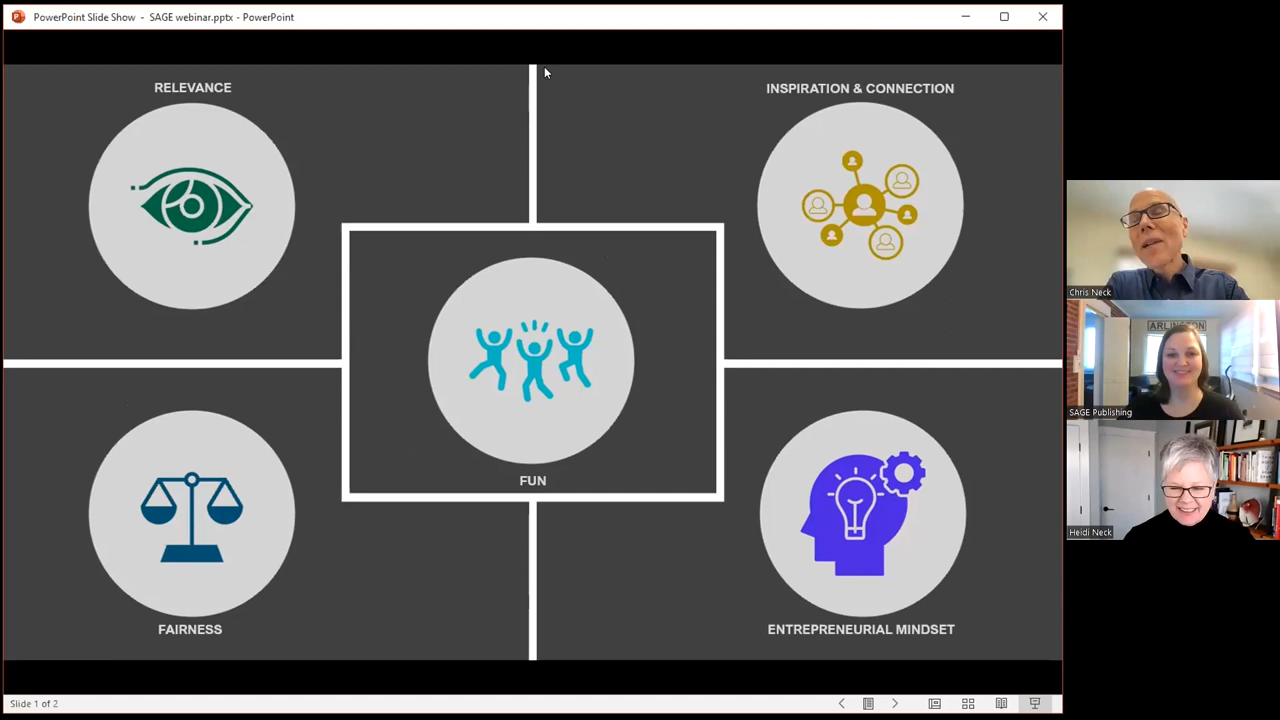 PowerPoint Slide Show - SAGE webinar.pptx - PowerPoint
RELEVANCE
INSPIRATION & CONNECTION
FUN
FAIRNESS
ENTREPRENEURIAL MINDSET
Chris Neck
ARLINGTON
SAGE Publishing
Heidi Neck
Slide 1 of 2